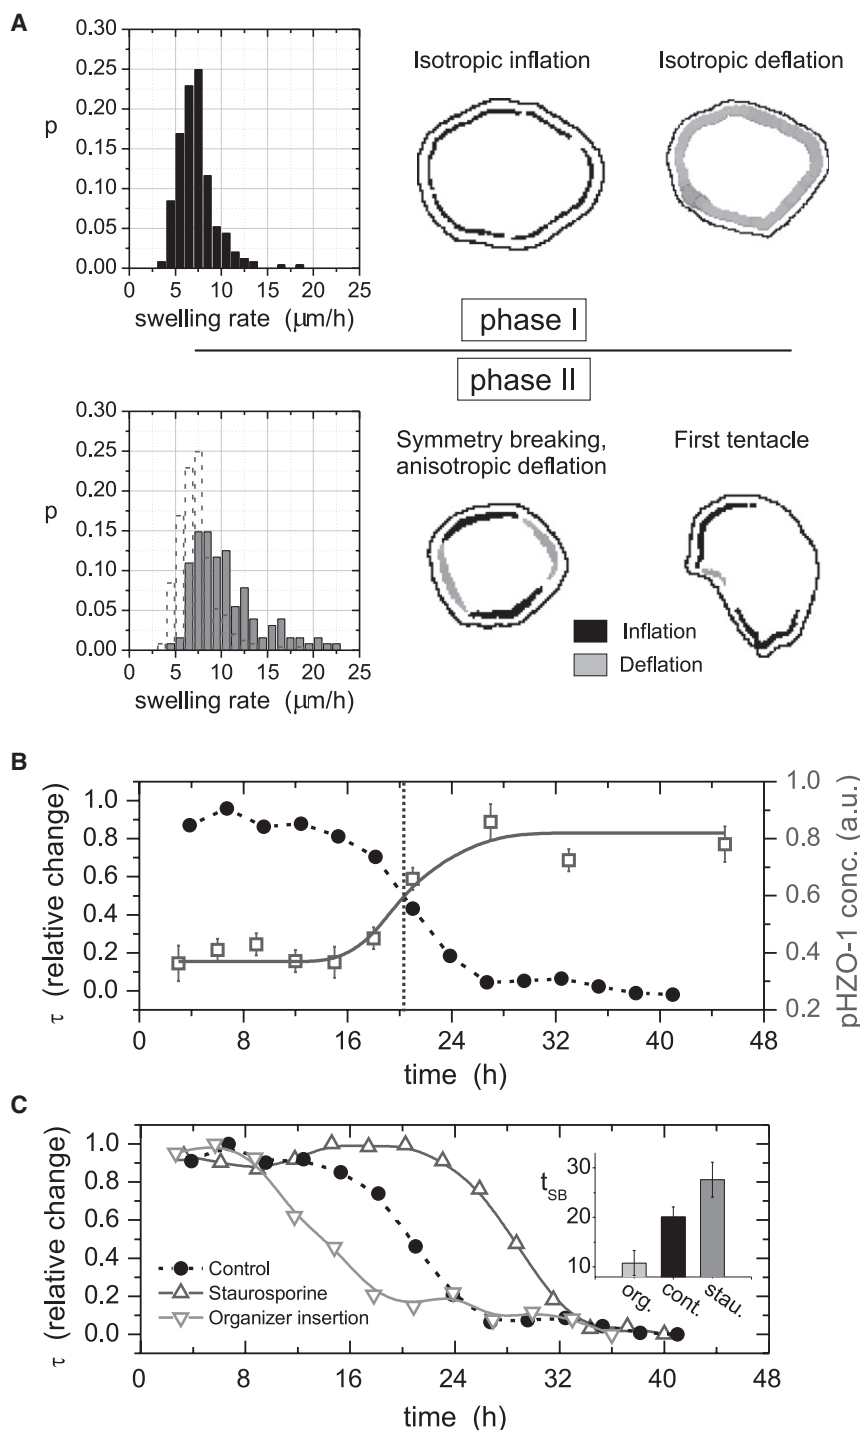 A
0.30
0.25
0.20
p
0.15
0.10
0.05
0.00
0 5 10 15 20 25
swelling rate (μm/h)
Isotropic inflation
Isotropic deflation
phase I
phase II
0.30
0.25
0.20
p
0.15
0.10
0.05
0.00
0 5 10 15 20 25
swelling rate (μm/h)
Symmetry breaking,
anisotropic deflation
First tentacle
Inflation
Deflation
B
τ (relative change)
1.0
0.8
0.6
0.4
0.2
0.0
pHZO-1 conc. (a.u.)
1.0
0.8
0.6
0.4
0.2
0 8 16 24 32 40 48
time (h)
C
τ (relative change)
1.0
0.8
0.6
0.4
0.2
0.0
Control
Staurosporine
Organizer insertion
tSB
30
20
10
org. cont. stau.
0 8 16 24 32 40 48
time (h)